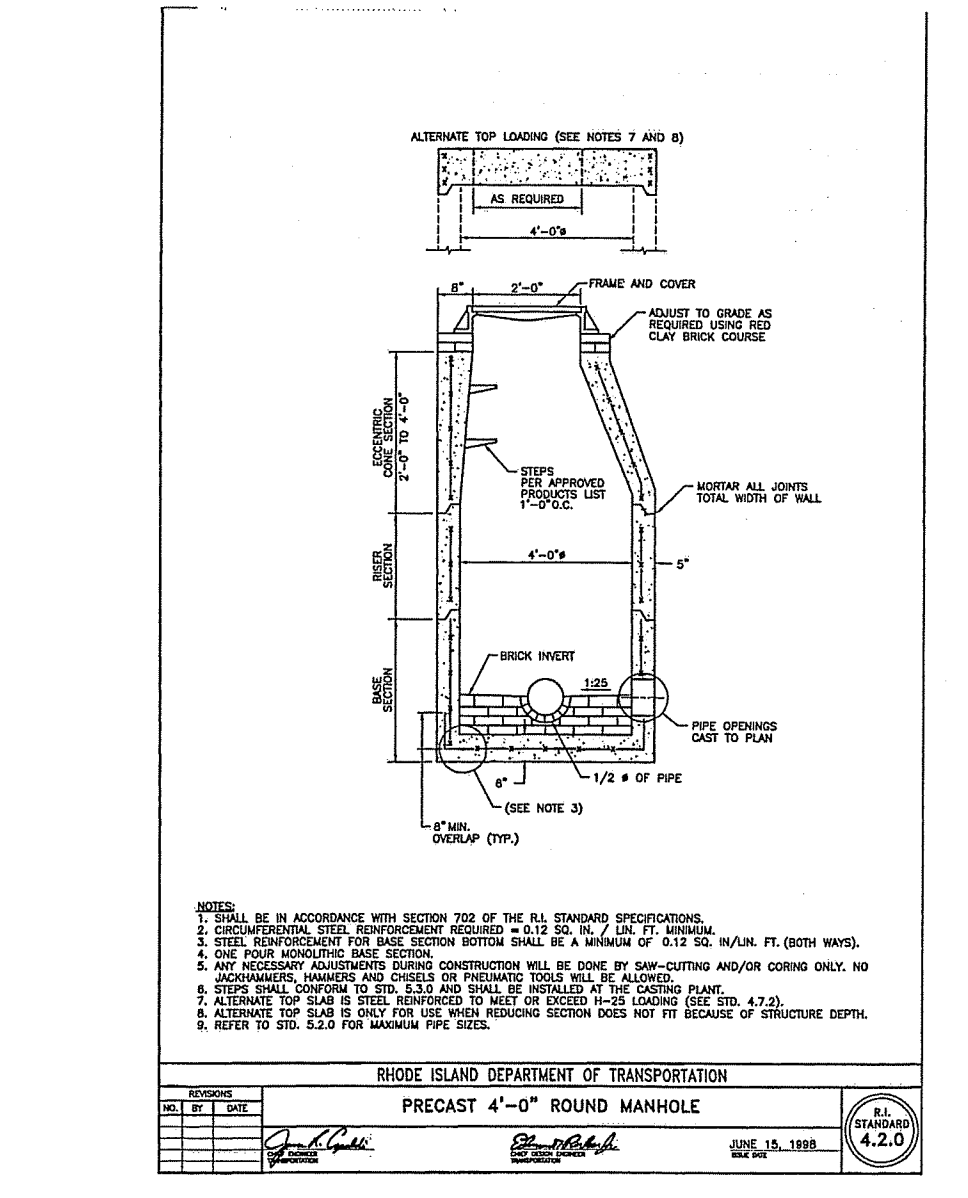 ALTERNATE TOP LOADING (SEE NOTES 7 AND 8)
AS REQUIRED
4'-0"ø
8"
2'-0"
FRAME AND COVER
ADJUST TO GRADE AS
REQUIRED USING RED
CLAY BRICK COURSE
ECCENTRIC
CONE SECTION
2'-0" TO 4'-0"
STEPS
PER APPROVED
PRODUCTS LIST
1'-0"O.C.
MORTAR ALL JOINTS
TOTAL WIDTH OF WALL
RISER
SECTION
4'-0"ø
5"
BASE
SECTION
BRICK INVERT
1:25
PIPE OPENINGS
CAST TO PLAN
6"
1/2 ø OF PIPE
(SEE NOTE 3)
8"MIN.
OVERLAP (TYP.)
NOTES:
1. SHALL BE IN ACCORDANCE WITH SECTION 702 OF THE R.I. STANDARD SPECIFICATIONS.
2. CIRCUMFERENTIAL STEEL REINFORCEMENT REQUIRED = 0.12 SQ. IN. / LIN. FT. MINIMUM.
3. STEEL REINFORCEMENT FOR BASE SECTION BOTTOM SHALL BE A MINIMUM OF 0.12 SQ. IN/LIN. FT. (BOTH WAYS).
4. ONE POUR MONOLITHIC BASE SECTION.
5. ANY NECESSARY ADJUSTMENTS DURING CONSTRUCTION WILL BE DONE BY SAW-CUTTING AND/OR CORING ONLY. NO
JACKHAMMERS, HAMMERS AND CHISELS OR PNEUMATIC TOOLS WILL BE ALLOWED.
6. STEPS SHALL CONFORM TO STD. 5.3.0 AND SHALL BE INSTALLED AT THE CASTING PLANT.
7. ALTERNATE TOP SLAB IS STEEL REINFORCED TO MEET OR EXCEED H-25 LOADING (SEE STD. 4.7.2).
8. ALTERNATE TOP SLAB IS ONLY FOR USE WHEN REDUCING SECTION DOES NOT FIT BECAUSE OF STRUCTURE DEPTH.
9. REFER TO STD. 5.2.0 FOR MAXIMUM PIPE SIZES.
RHODE ISLAND DEPARTMENT OF TRANSPORTATION
REVISIONS
NO. BY DATE
PRECAST 4'-0" ROUND MANHOLE
CHIEF ENGINEER
TRANSPORTATION
CHIEF DESIGN ENGINEER
TRANSPORTATION
JUNE 15, 1998
ISSUE DATE
R.I.
STANDARD
4.2.0